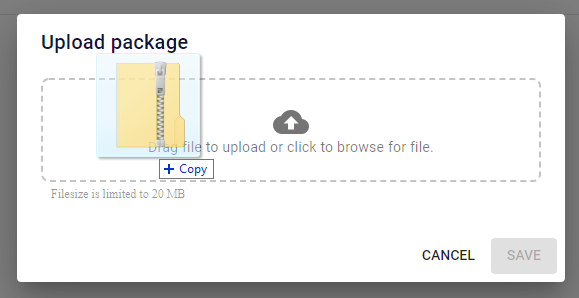 Upload package
Drag file to upload or click to browse for file.
Copy
Filesize is limited to 20 MB
CANCEL
SAVE